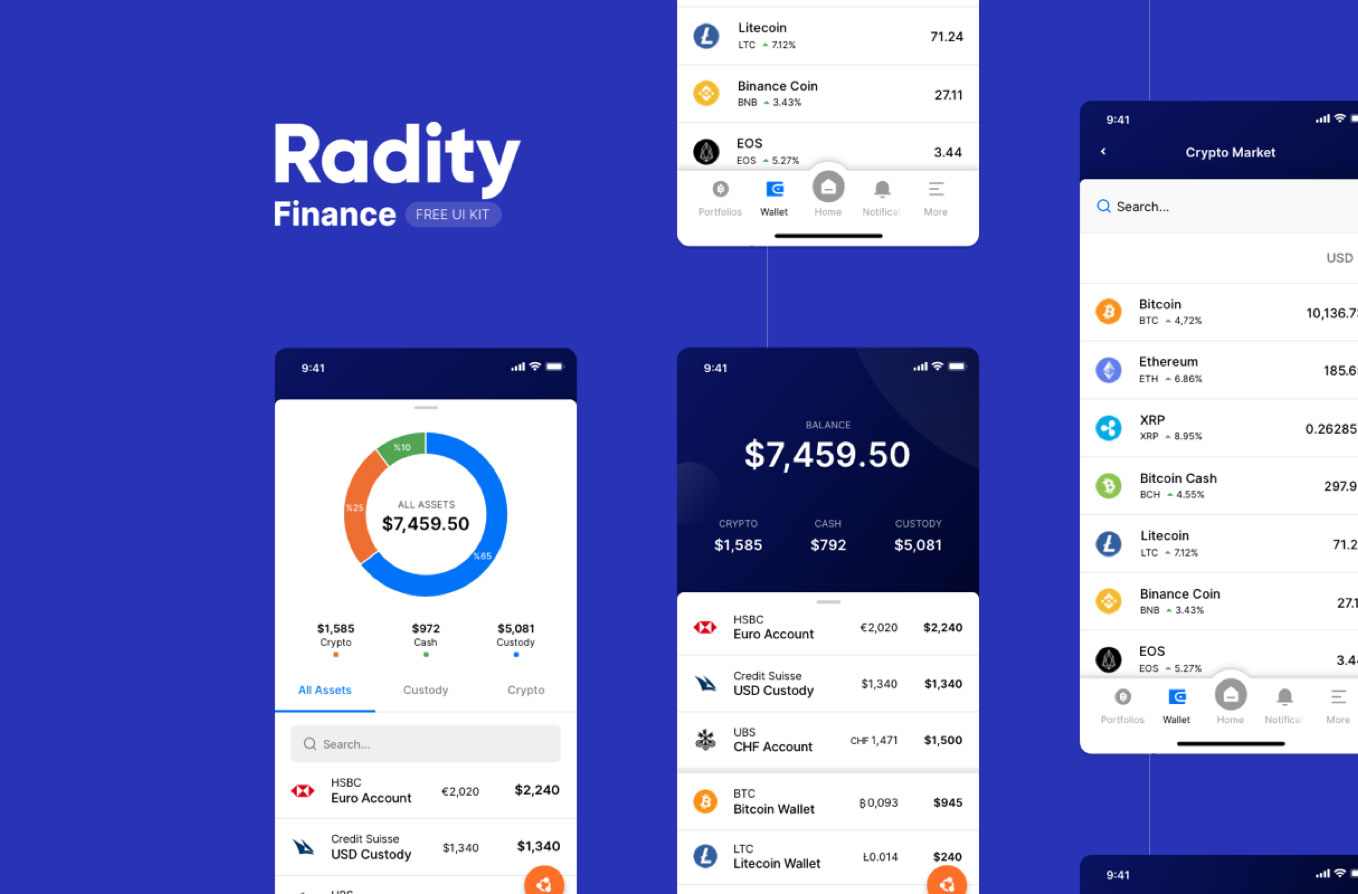 Radity
Finance FREE UI KIT
Litecoin
LTC 7.12%
71.24
Binance Coin
BNB 3.43%
27.11
EOS
EOS 5.27%
3.44
Portfolios
Wallet
Home
Notificat
More
9:41
%10
%25
%65
ALL ASSETS
$7,459.50
$1,585
Crypto
$972
Cash
$5,081
Custody
All Assets
Custody
Crypto
Search...
HSBC
Euro Account
€2,020
$2,240
Credit Suisse
USD Custody
$1,340
$1,340
UBS
9:41
BALANCE
$7,459.50
CRYPTO
$1,585
CASH
$792
CUSTODY
$5,081
HSBC
Euro Account
€2,020
$2,240
Credit Suisse
USD Custody
$1,340
$1,340
UBS
CHF Account
CHF 1,471
$1,500
BTC
Bitcoin Wallet
฿0,093
$945
LTC
Litecoin Wallet
Ł0.014
$240
9:41
Crypto Market
Search...
USD
Bitcoin
BTC 4,72%
10,136.73
Ethereum
ETH 6.86%
185.6
XRP
XRP 8.95%
0.26285
Bitcoin Cash
BCH 4.55%
297.9
Litecoin
LTC 7.12%
71.2
Binance Coin
BNB 3.43%
27.1
EOS
EOS 5.27%
3.4
Portfolios
Wallet
Home
Notificat
More
9:41